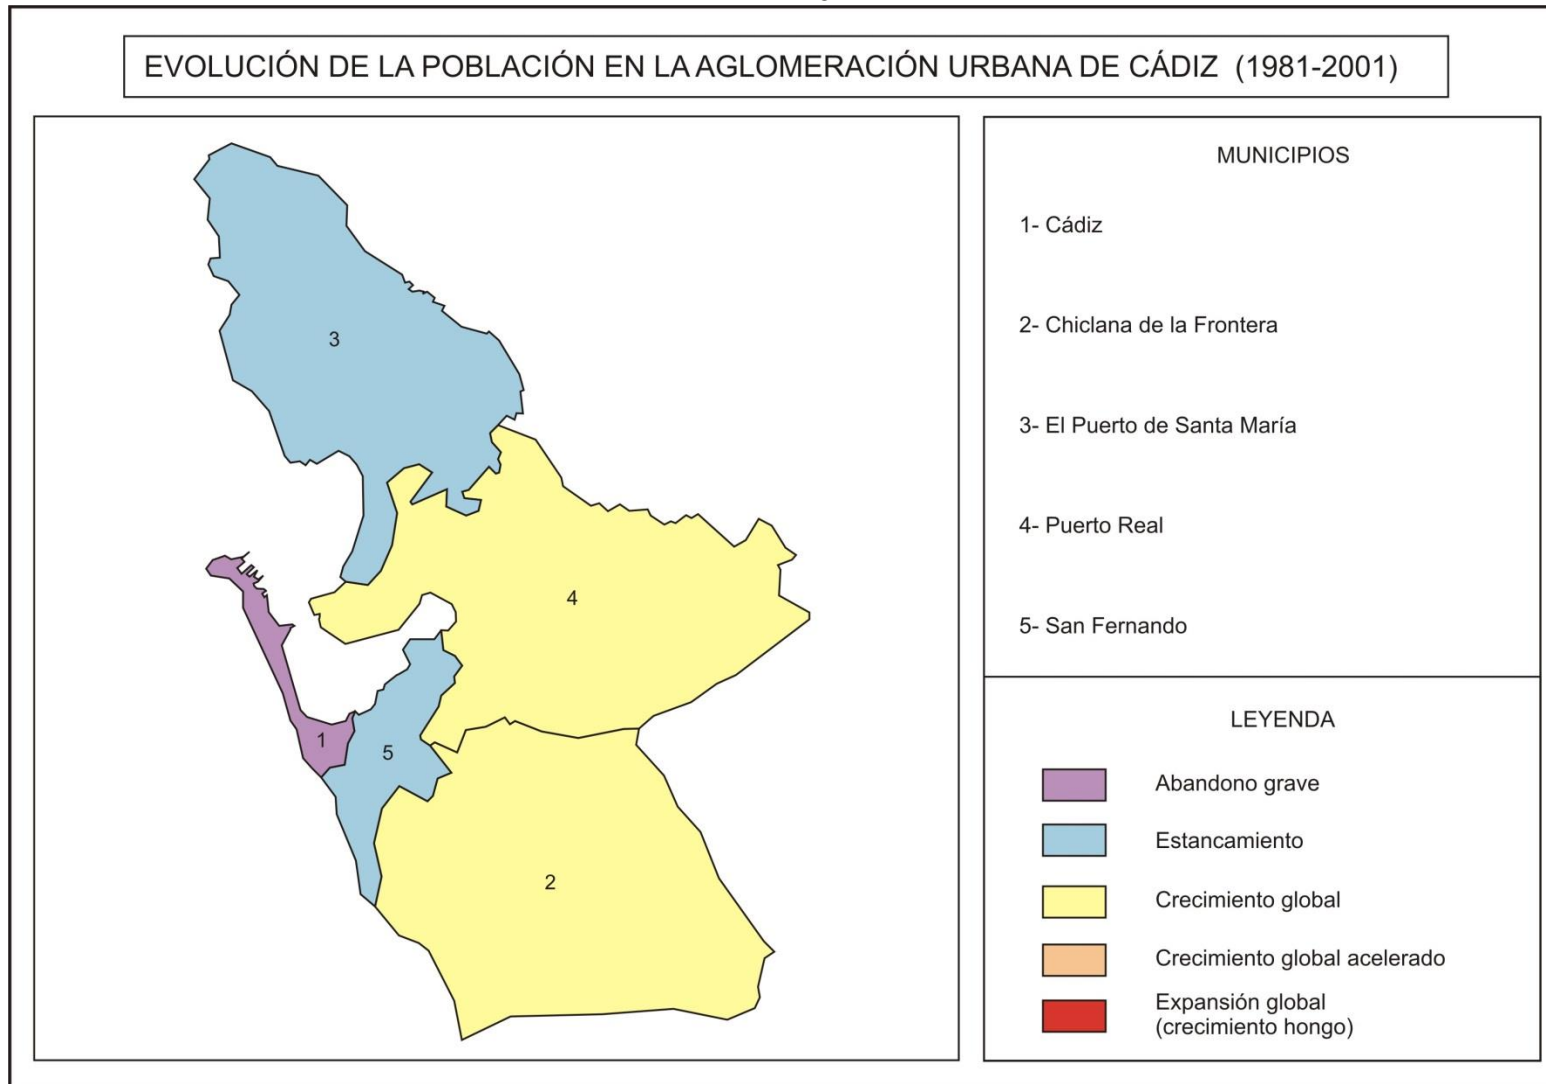 EVOLUCIÓN DE LA POBLACIÓN EN LA AGLOMERACIÓN URBANA DE CÁDIZ (1981-2001)
3
4
1
5
2
MUNICIPIOS
1- Cádiz
2- Chiclana de la Frontera
3- El Puerto de Santa María
4- Puerto Real
5- San Fernando
LEYENDA
Abandono grave
Estancamiento
Crecimiento global
Crecimiento global acelerado
Expansión global
(crecimiento hongo)